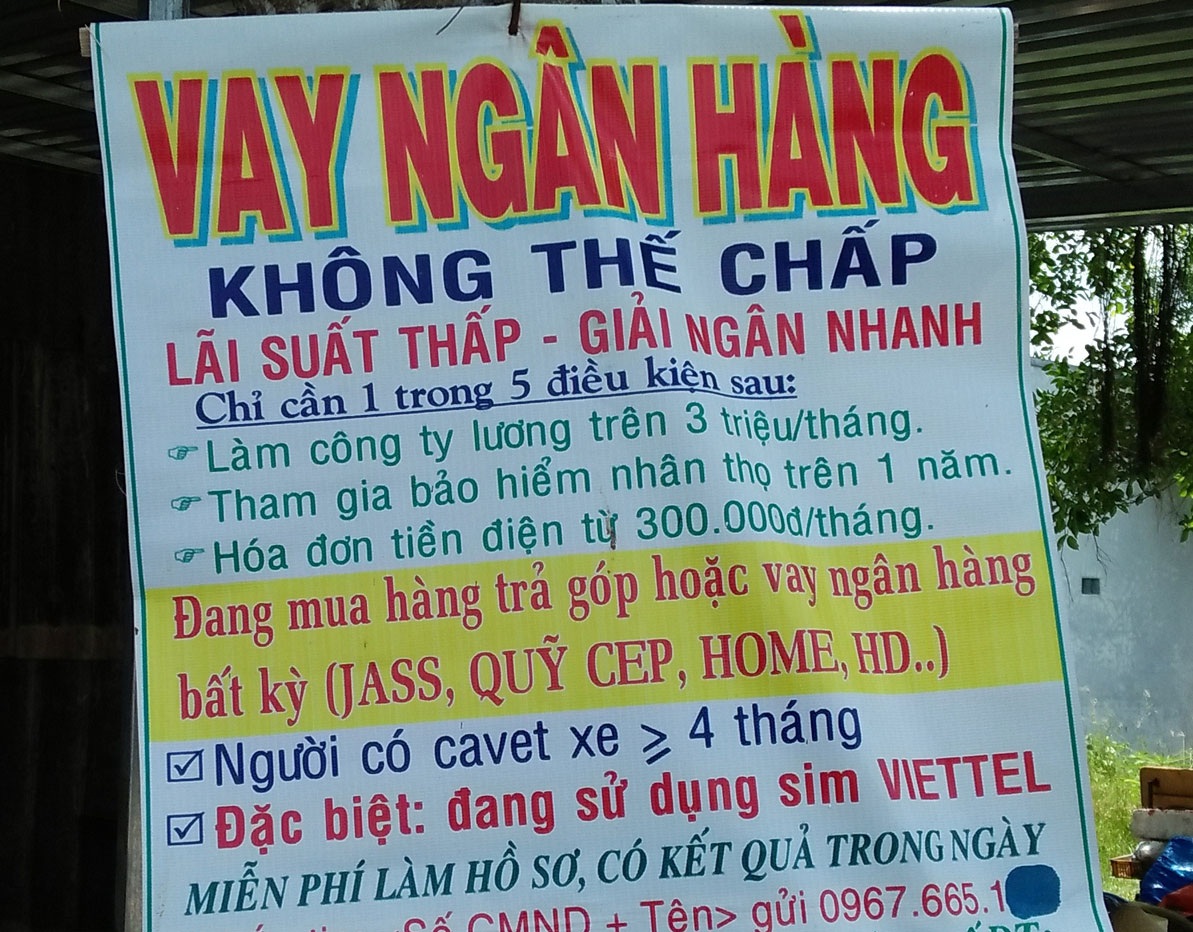 VAY NGÂN HÀNG
KHÔNG THẾ CHẤP
LÃI SUẤT THẤP - GIẢI NGÂN NHANH
Chỉ cần 1 trong 5 điều kiện sau:
☞ Làm công ty lương trên 3 triệu/tháng.
☞ Tham gia bảo hiểm nhân thọ trên 1 năm.
☞ Hóa đơn tiền điện từ 300.000đ/tháng.
Đang mua hàng trả góp hoặc vay ngân hàng
bất kỳ (JASS, QUỸ CEP, HOME, HD..)
☑ Người có cavet xe ⩾ 4 tháng
☑ Đặc biệt: đang sử dụng sim VIETTEL
MIỄN PHÍ LÀM HỒ SƠ, CÓ KẾT QUẢ TRONG NGÀY
Số CMND + Tên> gửi 0967.665.1